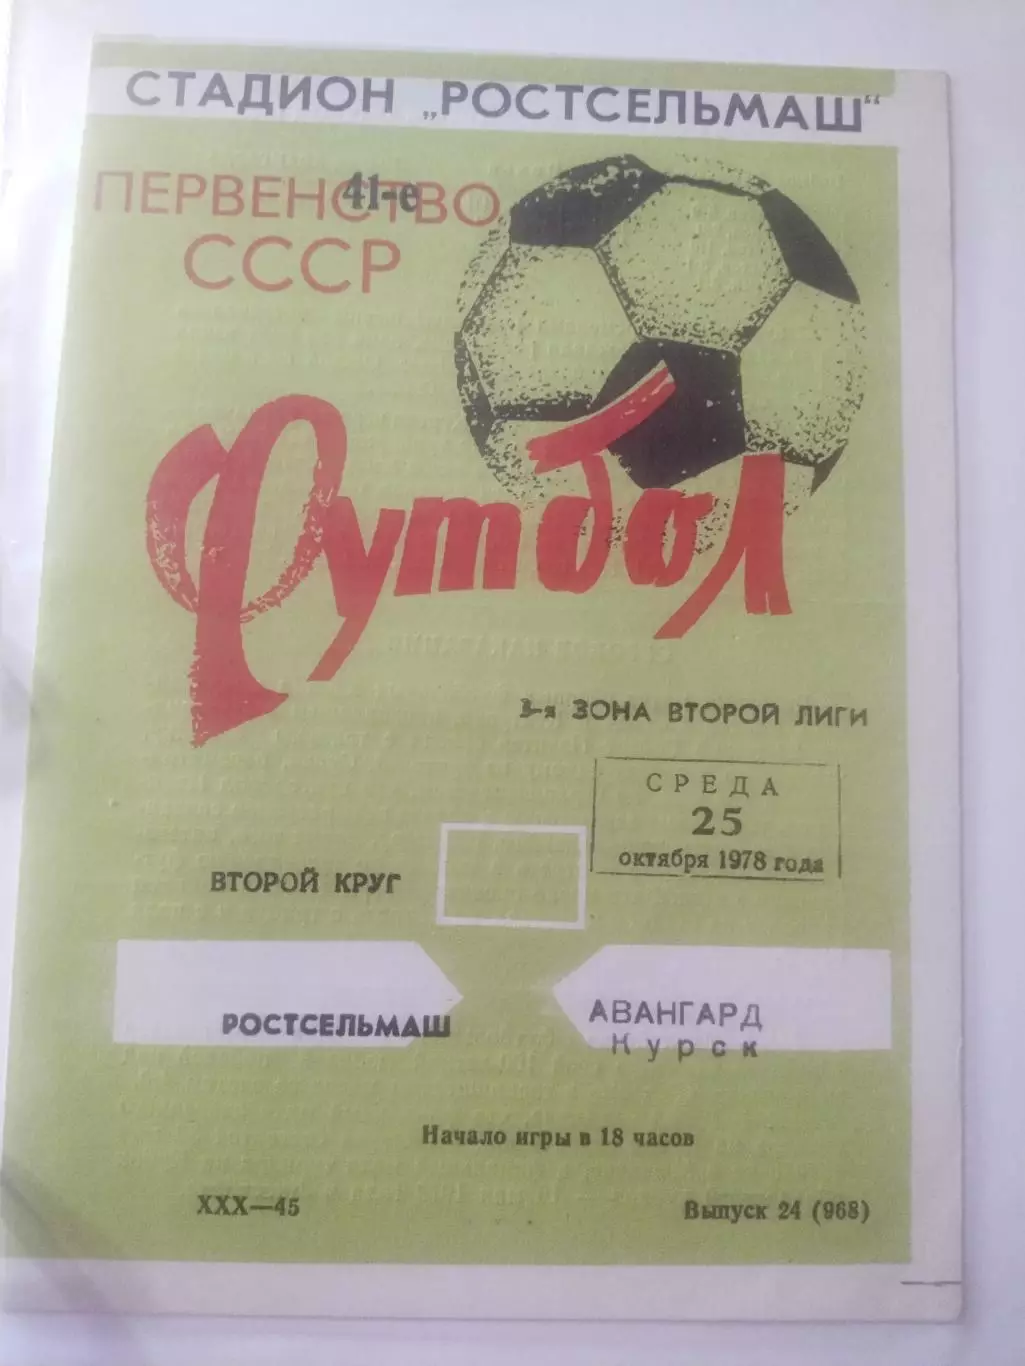 СТАДИОН „РОСТСЕЛЬМАШ“
41-е
ПЕРВЕНСТВО
СССР
Футбол
3-я ЗОНА ВТОРОЙ ЛИГИ
СРЕДА
25
октября 1978 года
ВТОРОЙ КРУГ
РОСТСЕЛЬМАШ
АВАНГАРД
Курск
Начало игры в 18 часов
XXX—45
Выпуск 24 (968)